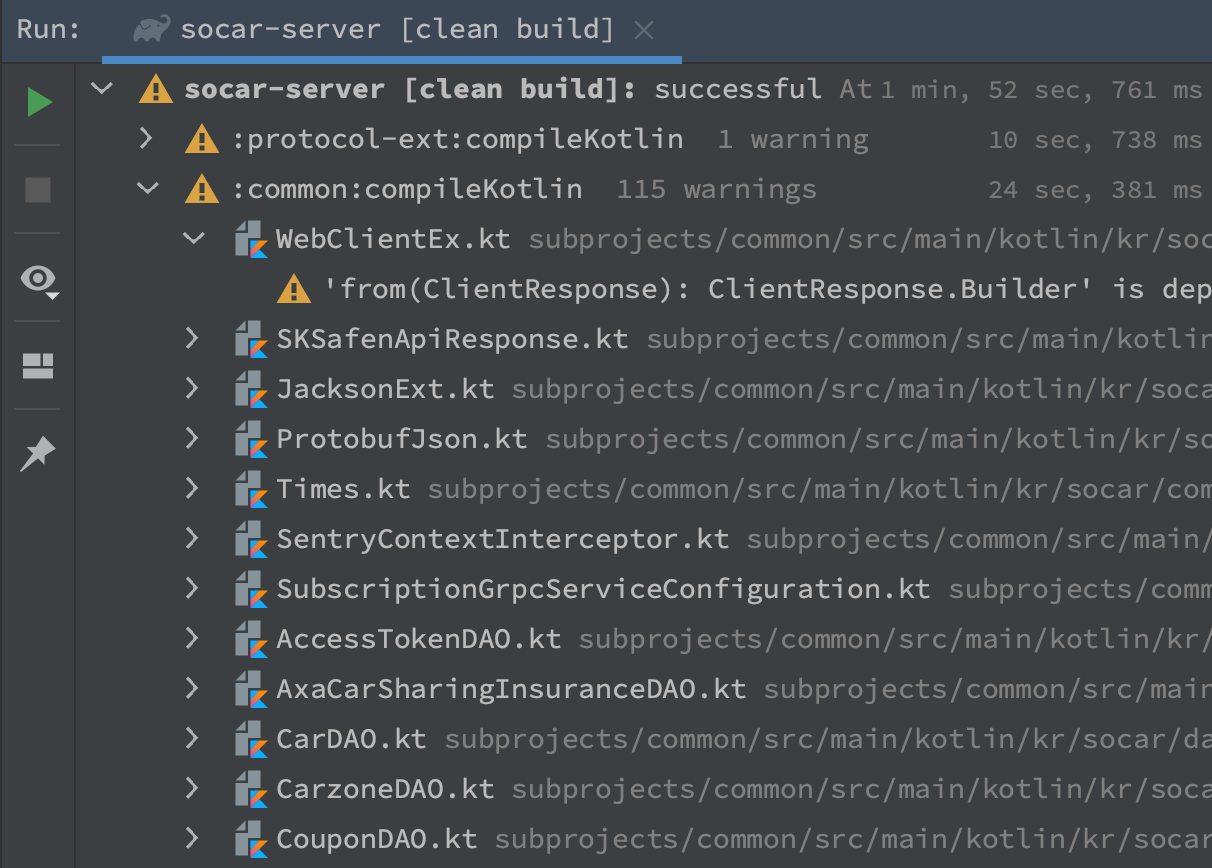 Run: socar-server [clean build]
socar-server [clean build]: successful At 1 min, 52 sec, 761 ms
:protocol-ext:compileKotlin 1 warning 10 sec, 738 ms
:common:compileKotlin 115 warnings 24 sec, 381 ms
WebClientEx.kt subprojects/common/src/main/kotlin/kr/soc
'from(ClientResponse): ClientResponse.Builder' is dep
SKSafenApiResponse.kt subprojects/common/src/main/kotlin
JacksonExt.kt subprojects/common/src/main/kotlin/kr/soca
ProtobufJson.kt subprojects/common/src/main/kotlin/kr/so
Times.kt subprojects/common/src/main/kotlin/kr/socar/com
SentryContextInterceptor.kt subprojects/common/src/main/
SubscriptionGrpcServiceConfiguration.kt subprojects/comm
AccessTokenDAO.kt subprojects/common/src/main/kotlin/kr/
AxaCarSharingInsuranceDAO.kt subprojects/common/src/main
CarDAO.kt subprojects/common/src/main/kotlin/kr/socar/da
CarzoneDAO.kt subprojects/common/src/main/kotlin/kr/soca
CouponDAO.kt subprojects/common/src/main/kotlin/kr/socar